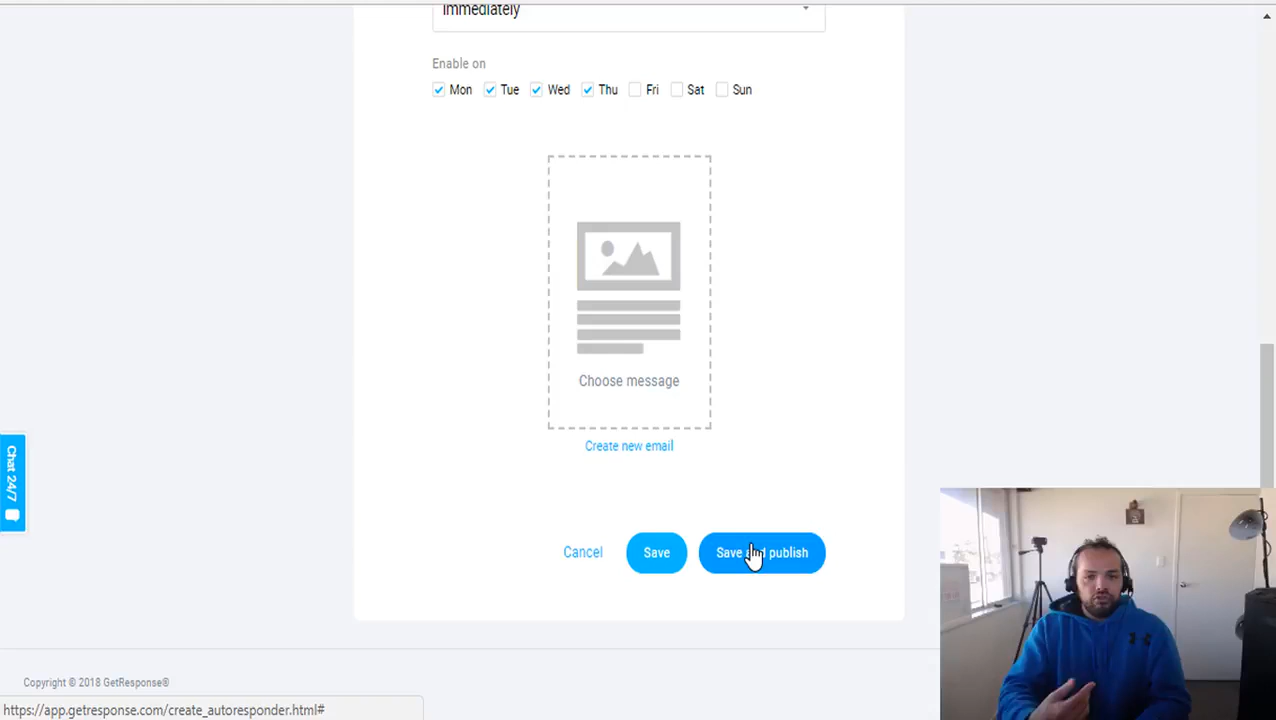 Immediately
Enable on
Mon Tue Wed Thu Fri Sat Sun
Choose message
Create new email
Cancel Save Save and publish
Chat 24/7
Copyright © 2018 GetResponse®
https://app.getresponse.com/create_autoresponder.html#